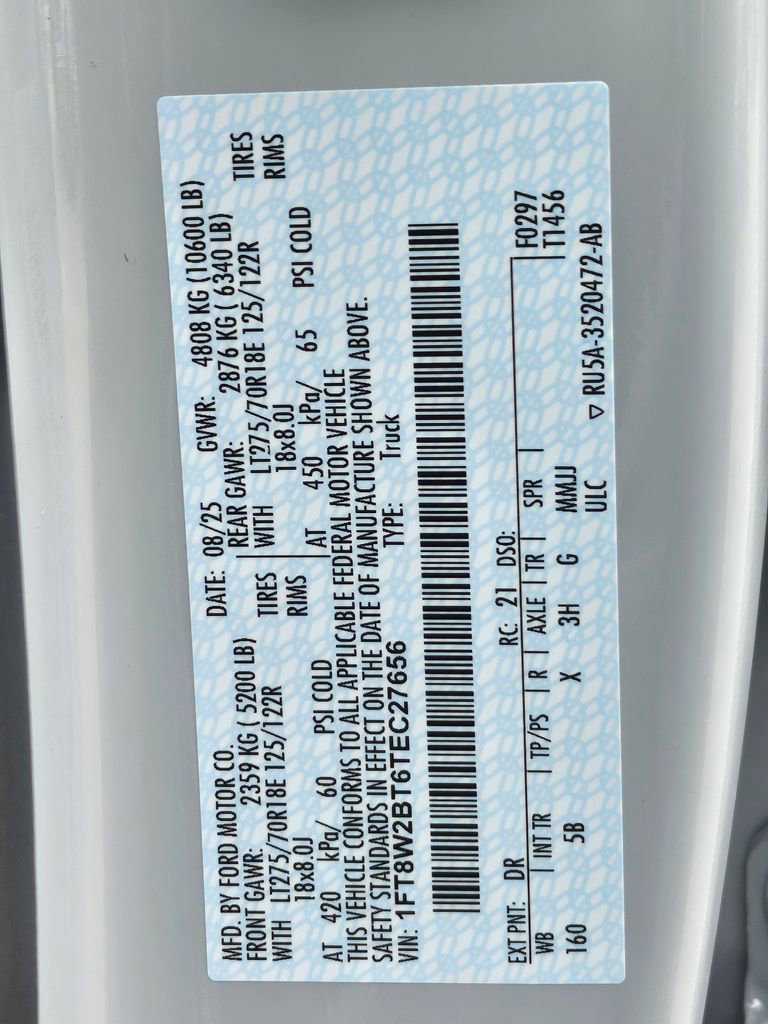 MFD. BY FORD MOTOR CO.
DATE: 08/25
GVWR: 4808 KG (10600 LB)
FRONT GAWR: 2359 KG ( 5200 LB)
REAR GAWR: 2876 KG ( 6340 LB)
WITH LT275/70R18E 125/122R TIRES
WITH LT275/70R18E 125/122R TIRES
18x8.0J RIMS
18x8.0J RIMS
AT 420 kPa/ 60 PSI COLD
AT 450 kPa/ 65 PSI COLD
THIS VEHICLE CONFORMS TO ALL APPLICABLE FEDERAL MOTOR VEHICLE
SAFETY STANDARDS IN EFFECT ON THE DATE OF MANUFACTURE SHOWN ABOVE.
VIN: 1FT8W2BT6TEC27656
TYPE: Truck
EXT PNT: DR RC: 21 DSO: F0297
WB INT TR TP/PS R AXLE TR SPR T1456
160 5B X 3H G MMJJ
ULC
▽ RU5A-3520472-AB